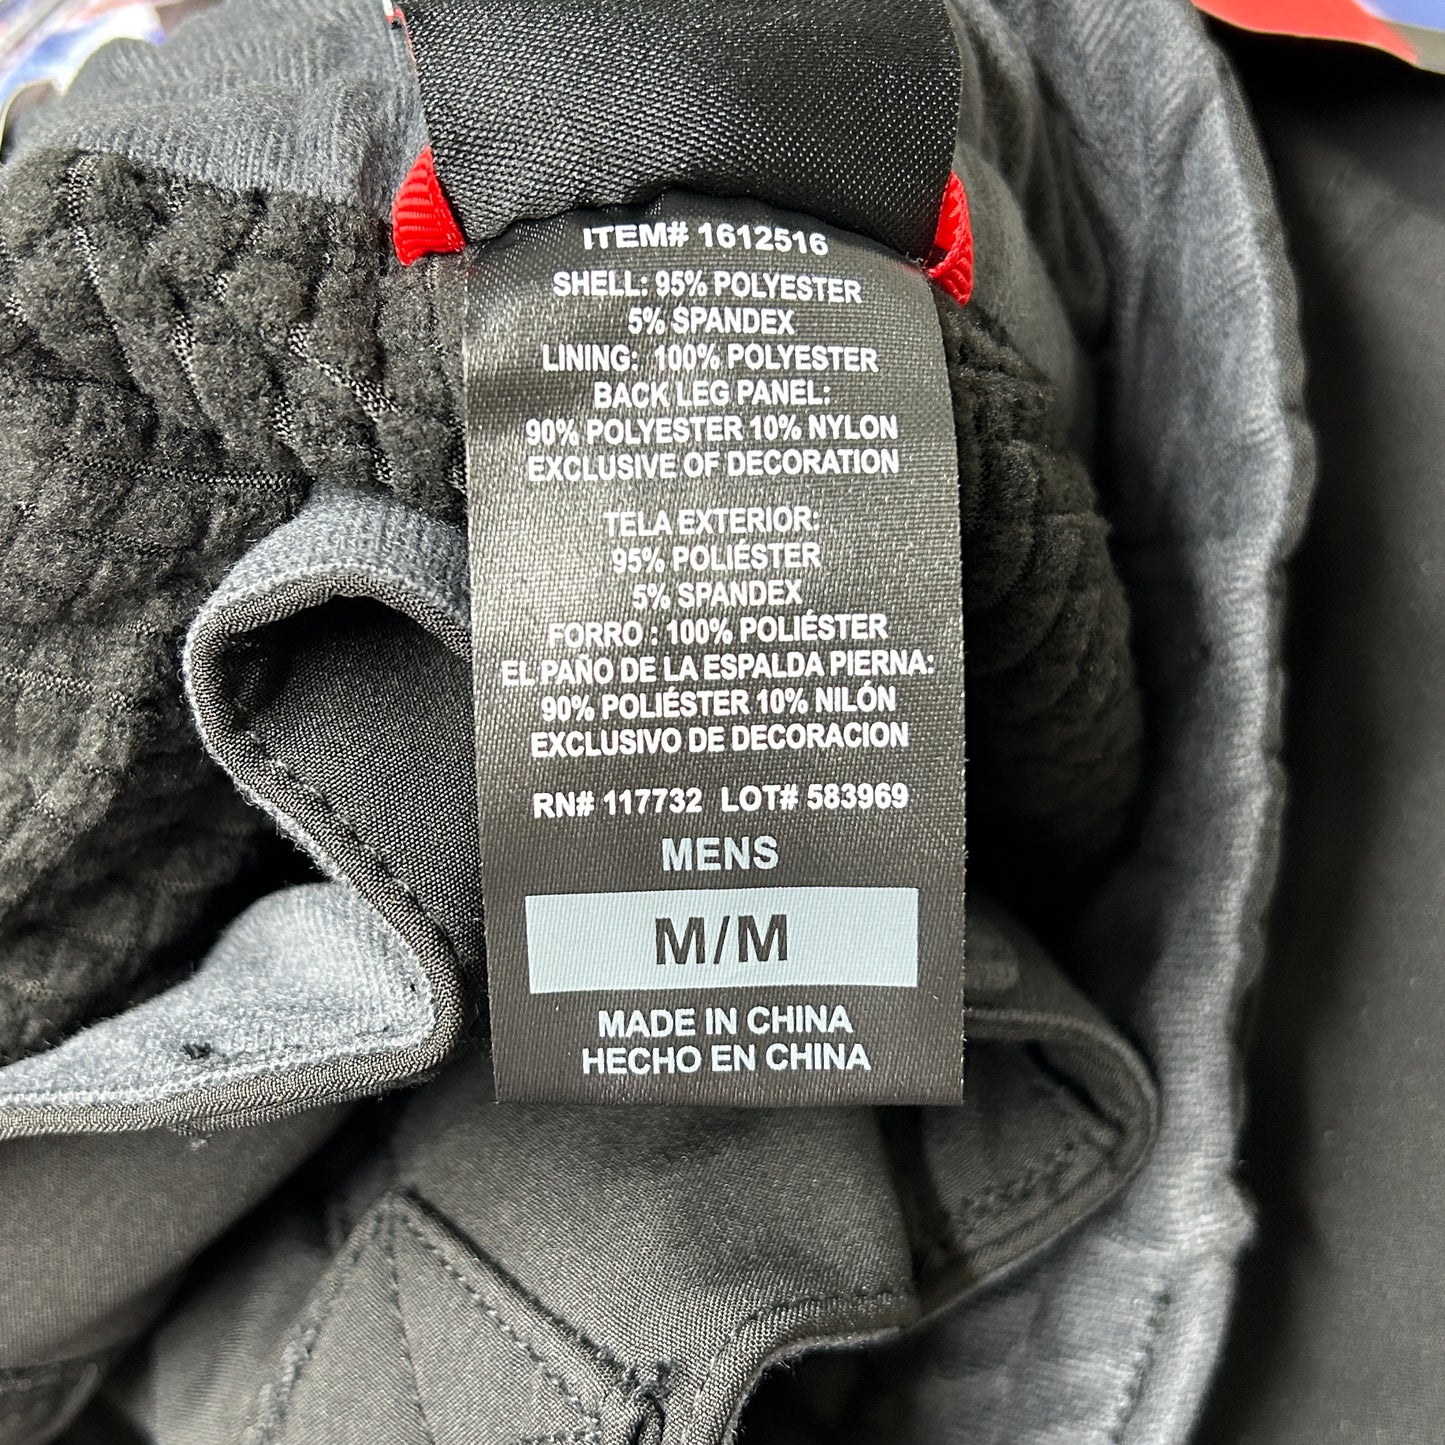 ITEM# 1612516
SHELL: 95% POLYESTER
5% SPANDEX
LINING: 100% POLYESTER
BACK LEG PANEL:
90% POLYESTER 10% NYLON
EXCLUSIVE OF DECORATION
TELA EXTERIOR:
95% POLIÉSTER
5% SPANDEX
FORRO : 100% POLIÉSTER
EL PAÑO DE LA ESPALDA PIERNA:
90% POLIÉSTER 10% NILÓN
EXCLUSIVO DE DECORACION
RN# 117732 LOT# 583969
MENS
M/M
MADE IN CHINA
HECHO EN CHINA